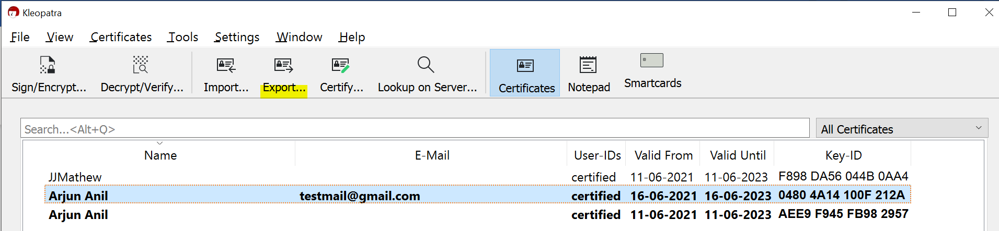 Kleopatra
File View Certificates Tools Settings Window Help
Sign/Encrypt... Decrypt/Verify... Import... Export... Certify... Lookup on Server... Certificates Notepad Smartcards
Search...<Alt+Q> All Certificates
Name E-Mail User-IDs Valid From Valid Until Key-ID
JJMathew certified 11-06-2021 11-06-2023 F898 DA56 044B 0AA4
Arjun Anil testmail@gmail.com certified 16-06-2021 16-06-2023 0480 4A14 100F 212A
Arjun Anil certified 11-06-2021 11-06-2023 AEE9 F945 FB98 2957